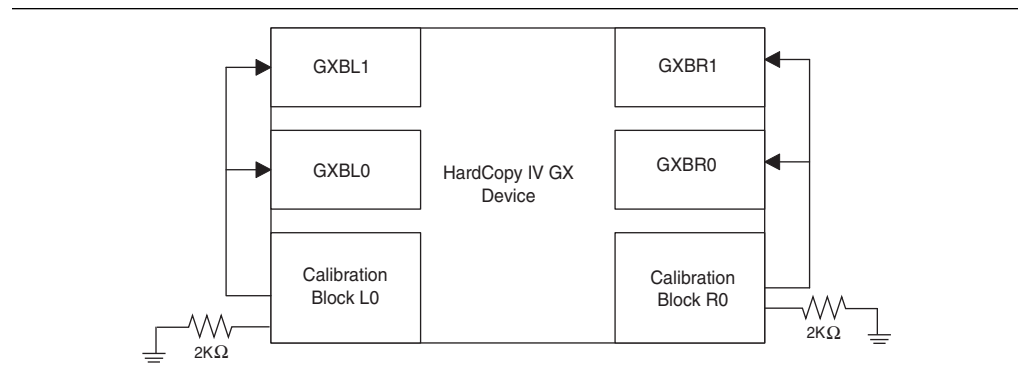 GXBL1
GXBR1
GXBL0
GXBR0
HardCopy IV GX
Device
Calibration
Block L0
Calibration
Block R0
2KΩ
2KΩ